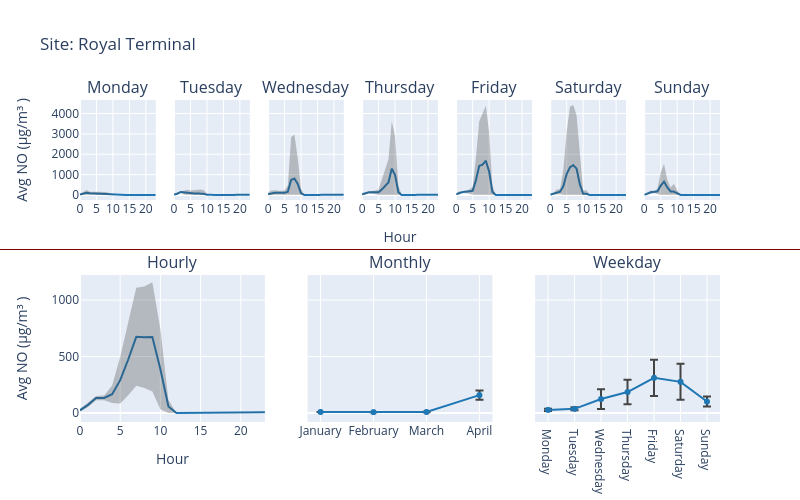 Site: Royal Terminal
Monday Tuesday Wednesday Thursday Friday Saturday Sunday
Avg NO (μg/m³ )
4000
3000
2000
1000
0
0 5 10 15 20 0 5 10 15 20 0 5 10 15 20 0 5 10 15 20 0 5 10 15 20 0 5 10 15 20 0 5 10 15 20
Hour
Hourly Monthly Weekday
Avg NO (μg/m³ )
1000
500
0
0 5 10 15 20
Hour
January February March April
Monday
Tuesday
Wednesday
Thursday
Friday
Saturday
Sunday